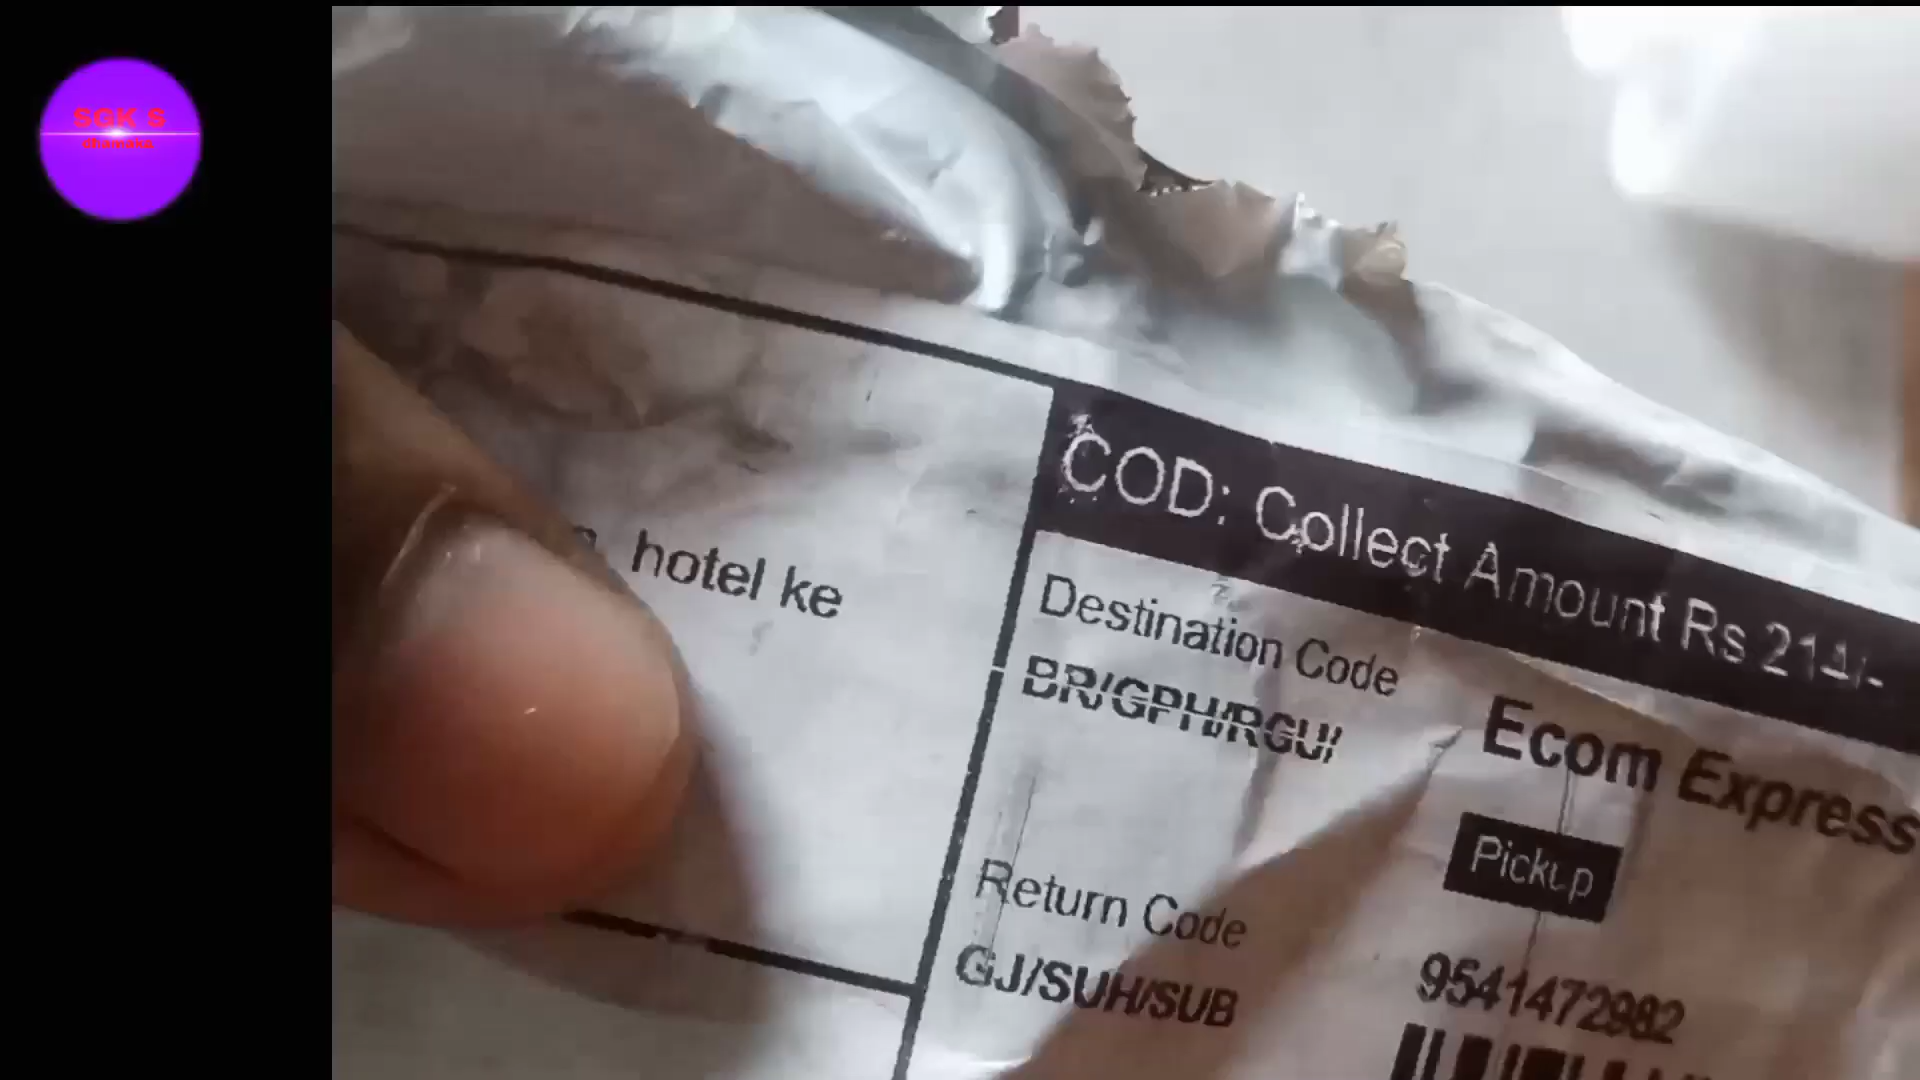 SGK S
dhamaka
hotel ke
COD: Collect Amount Rs 214/-
Destination Code
BR/GPH/RGU/
Ecom Express
Pickup
Return Code
GJ/SUH/SUB
9541472982